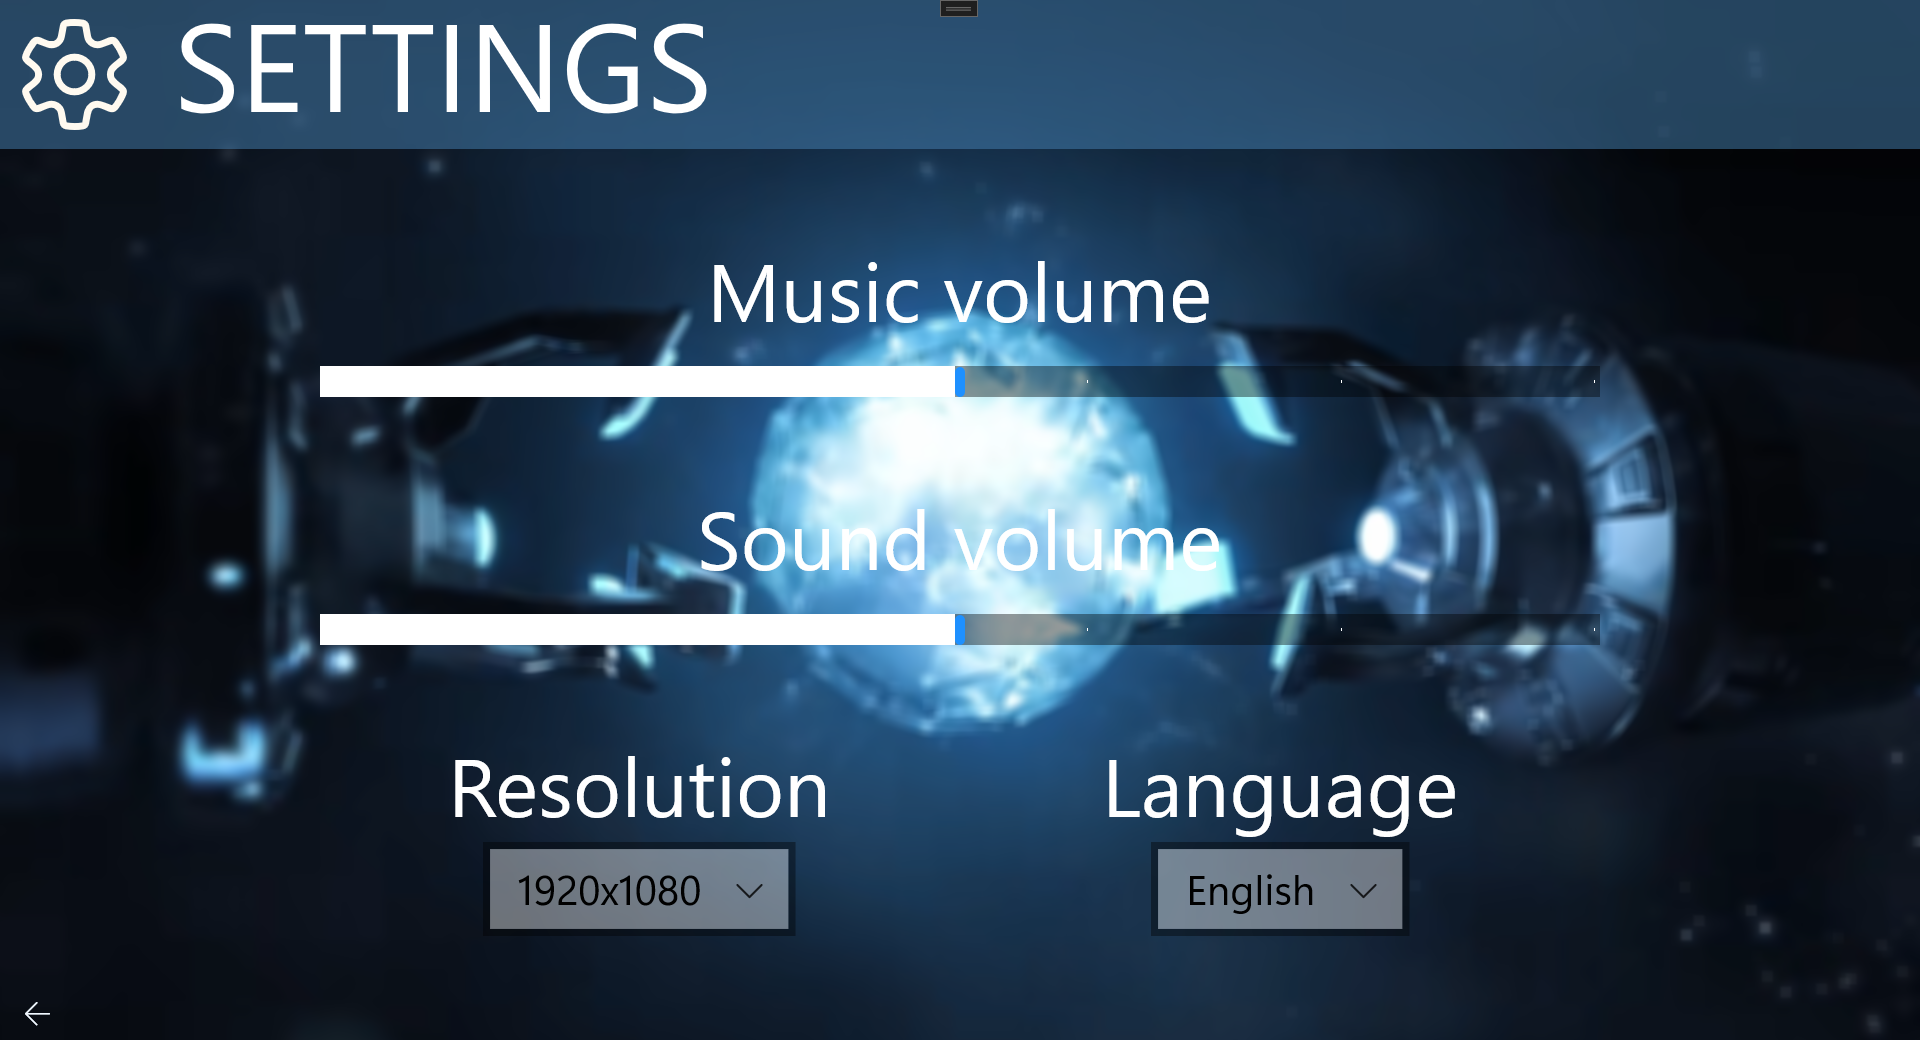 SETTINGS
Music volume
Sound volume
Resolution
Language
1920x1080
English